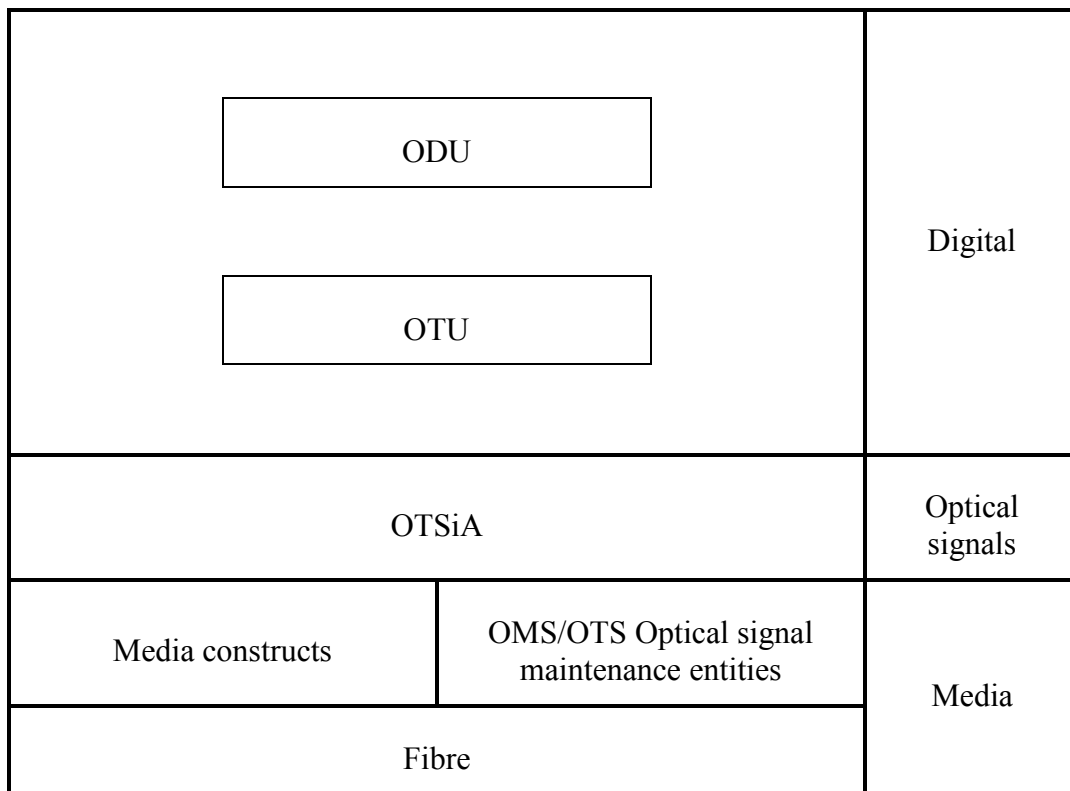 ODU
Digital
OTU
OTSiA
Optical
signals
Media constructs
OMS/OTS Optical signal
maintenance entities
Media
Fibre